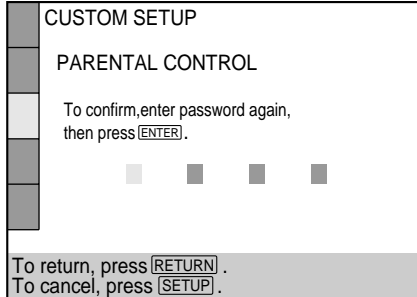 CUSTOM SETUP
PARENTAL CONTROL
To confirm,enter password again,
then press ENTER .
To return, press RETURN .
To cancel, press SETUP .